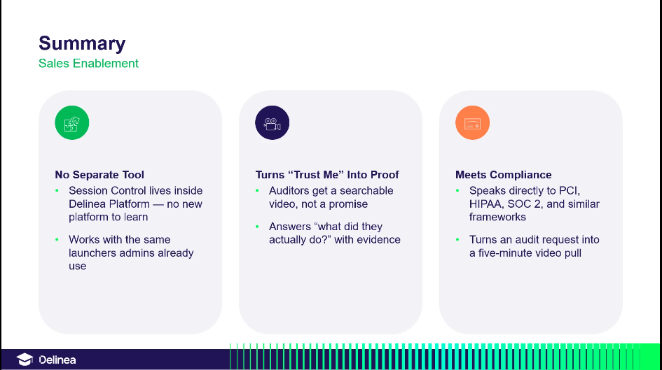 Summary
Sales Enablement
No Separate Tool
• Session Control lives inside
Delinea Platform — no new
platform to learn
• Works with the same
launchers admins already
use
Turns “Trust Me” Into Proof
• Auditors get a searchable
video, not a promise
• Answers “what did they
actually do?” with evidence
Meets Compliance
• Speaks directly to PCI,
HIPAA, SOC 2, and similar
frameworks
• Turns an audit request into
a five-minute video pull
Delinea